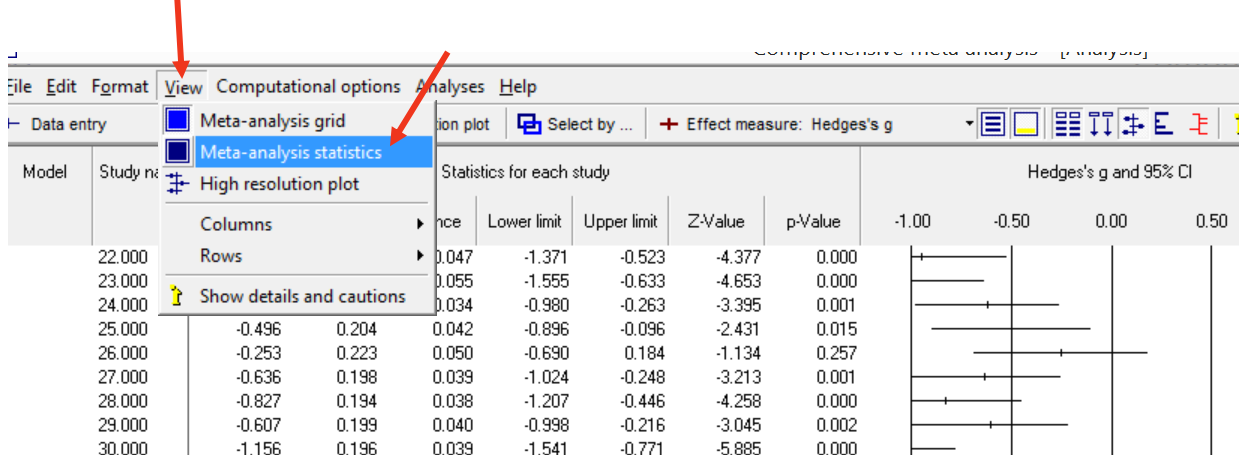 File Edit Format View Computational options Analyses Help
Data entry Select by ... Effect measure: Hedges's g
Meta-analysis grid
Meta-analysis statistics
High resolution plot
Columns
Rows
Show details and cautions
Model Statistics for each study Hedges's g and 95% CI
Lower limit Upper limit Z-Value p-Value -1.00 -0.50 0.00 0.50
22.000 0.047 -1.371 -0.523 -4.377 0.000
23.000 0.055 -1.555 -0.633 -4.653 0.000
24.000 0.034 -0.980 -0.263 -3.395 0.001
25.000 -0.496 0.204 0.042 -0.896 -0.096 -2.431 0.015
26.000 -0.253 0.223 0.050 -0.690 0.184 -1.134 0.257
27.000 -0.636 0.198 0.039 -1.024 -0.248 -3.213 0.001
28.000 -0.827 0.194 0.038 -1.207 -0.446 -4.258 0.000
29.000 -0.607 0.199 0.040 -0.998 -0.216 -3.045 0.002
30.000 -1.156 0.196 0.039 -1.541 -0.771 -5.885 0.000